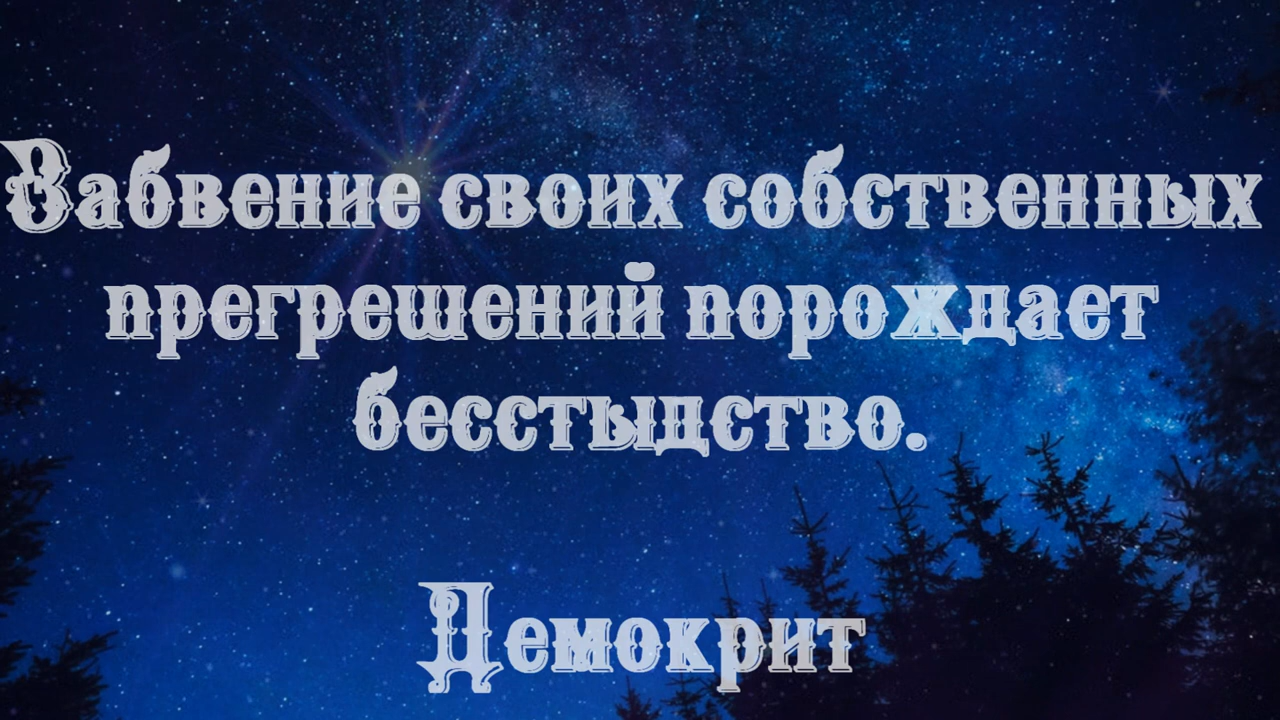 Забвение своих собственных
прегрешений порождает
бесстыдство.
Демокрит